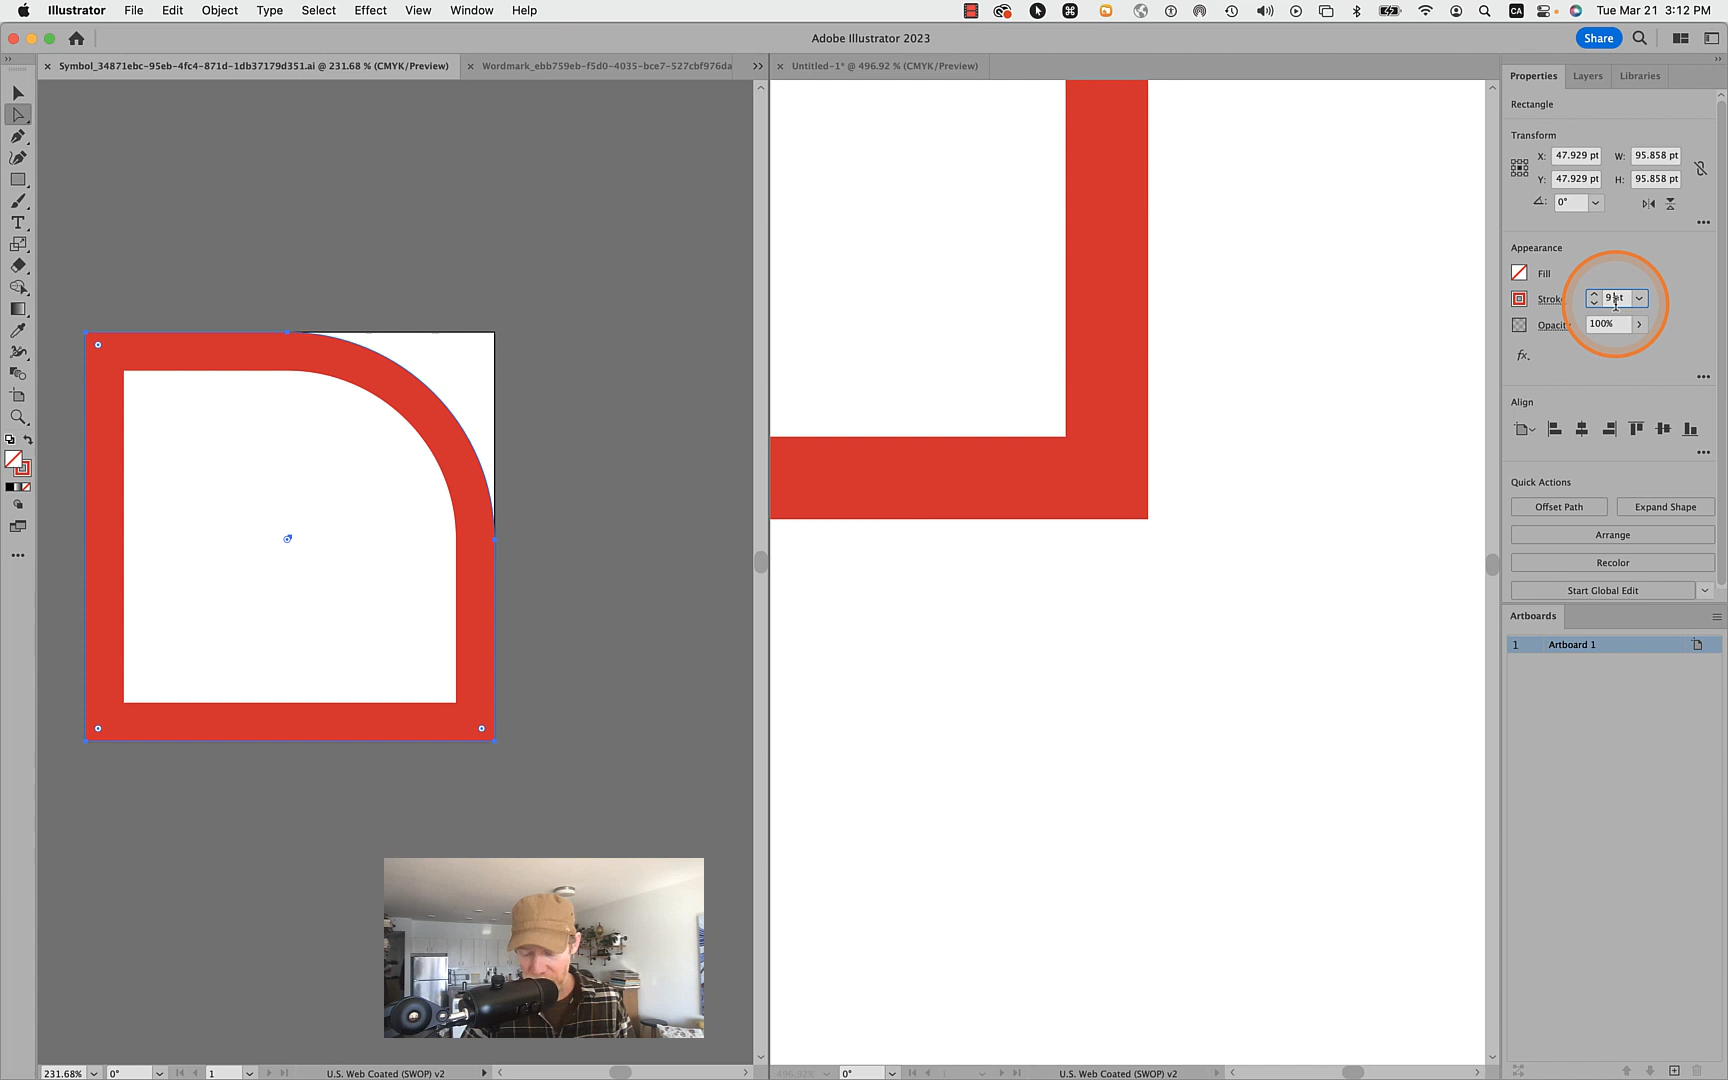 Illustrator File Edit Object Type Select Effect View Window Help
CA Tue Mar 21 3:12 PM
Adobe Illustrator 2023
Share
Symbol_34871ebc-95eb-4fc4-871d-1db37179d351.ai @ 231.68 % (CMYK/Preview)
Wordmark_ebb759eb-f5d0-4035-bce7-527cbf976da
Untitled-1* @ 496.92 % (CMYK/Preview)
Properties Layers Libraries
Rectangle
Transform
X: 47.929 pt W: 95.858 pt
Y: 47.929 pt H: 95.858 pt
0°
Appearance
Fill
Stroke
Opacity 100%
fx.
Align
Quick Actions
Offset Path Expand Shape
Arrange
Recolor
Start Global Edit
Artboards
1 Artboard 1
231.68% 0° 1 U.S. Web Coated (SWOP) v2
496.92% 0° 1 U.S. Web Coated (SWOP) v2